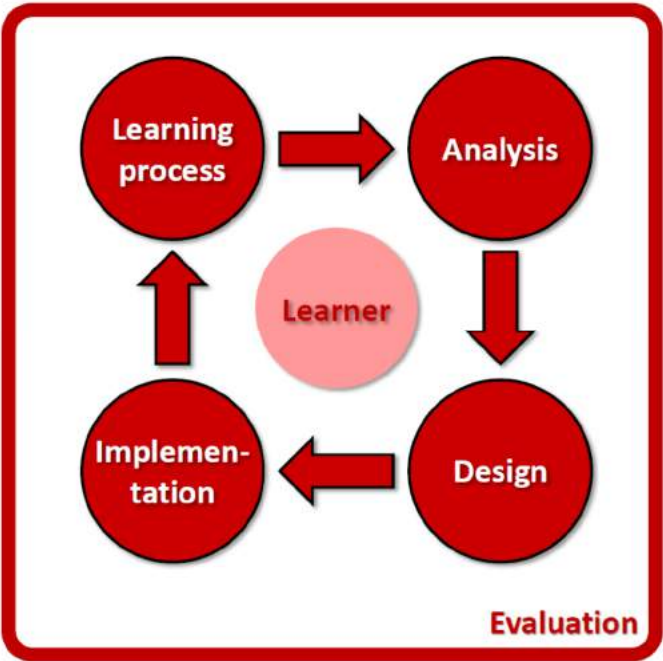 Learning
process
Analysis
Learner
Implemen-
tation
Design
Evaluation